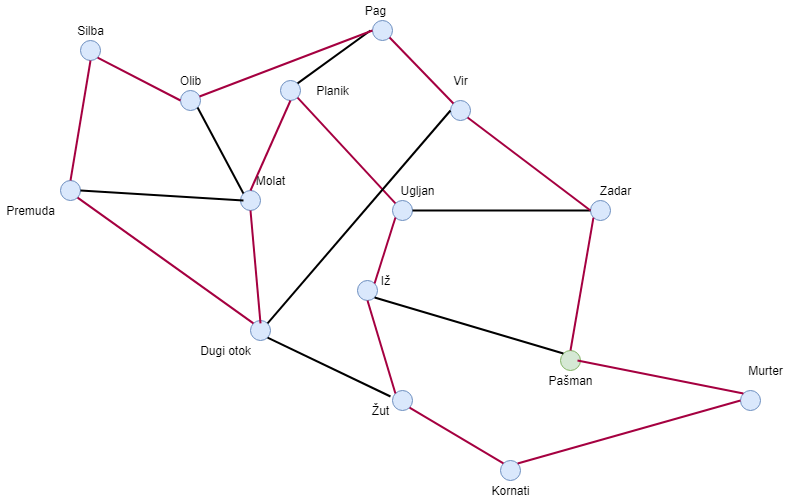 Pag
Silba
Olib
Vir
Planik
Molat
Ugljan
Zadar
Premuda
Iž
Dugi otok
Murter
Pašman
Žut
Kornati